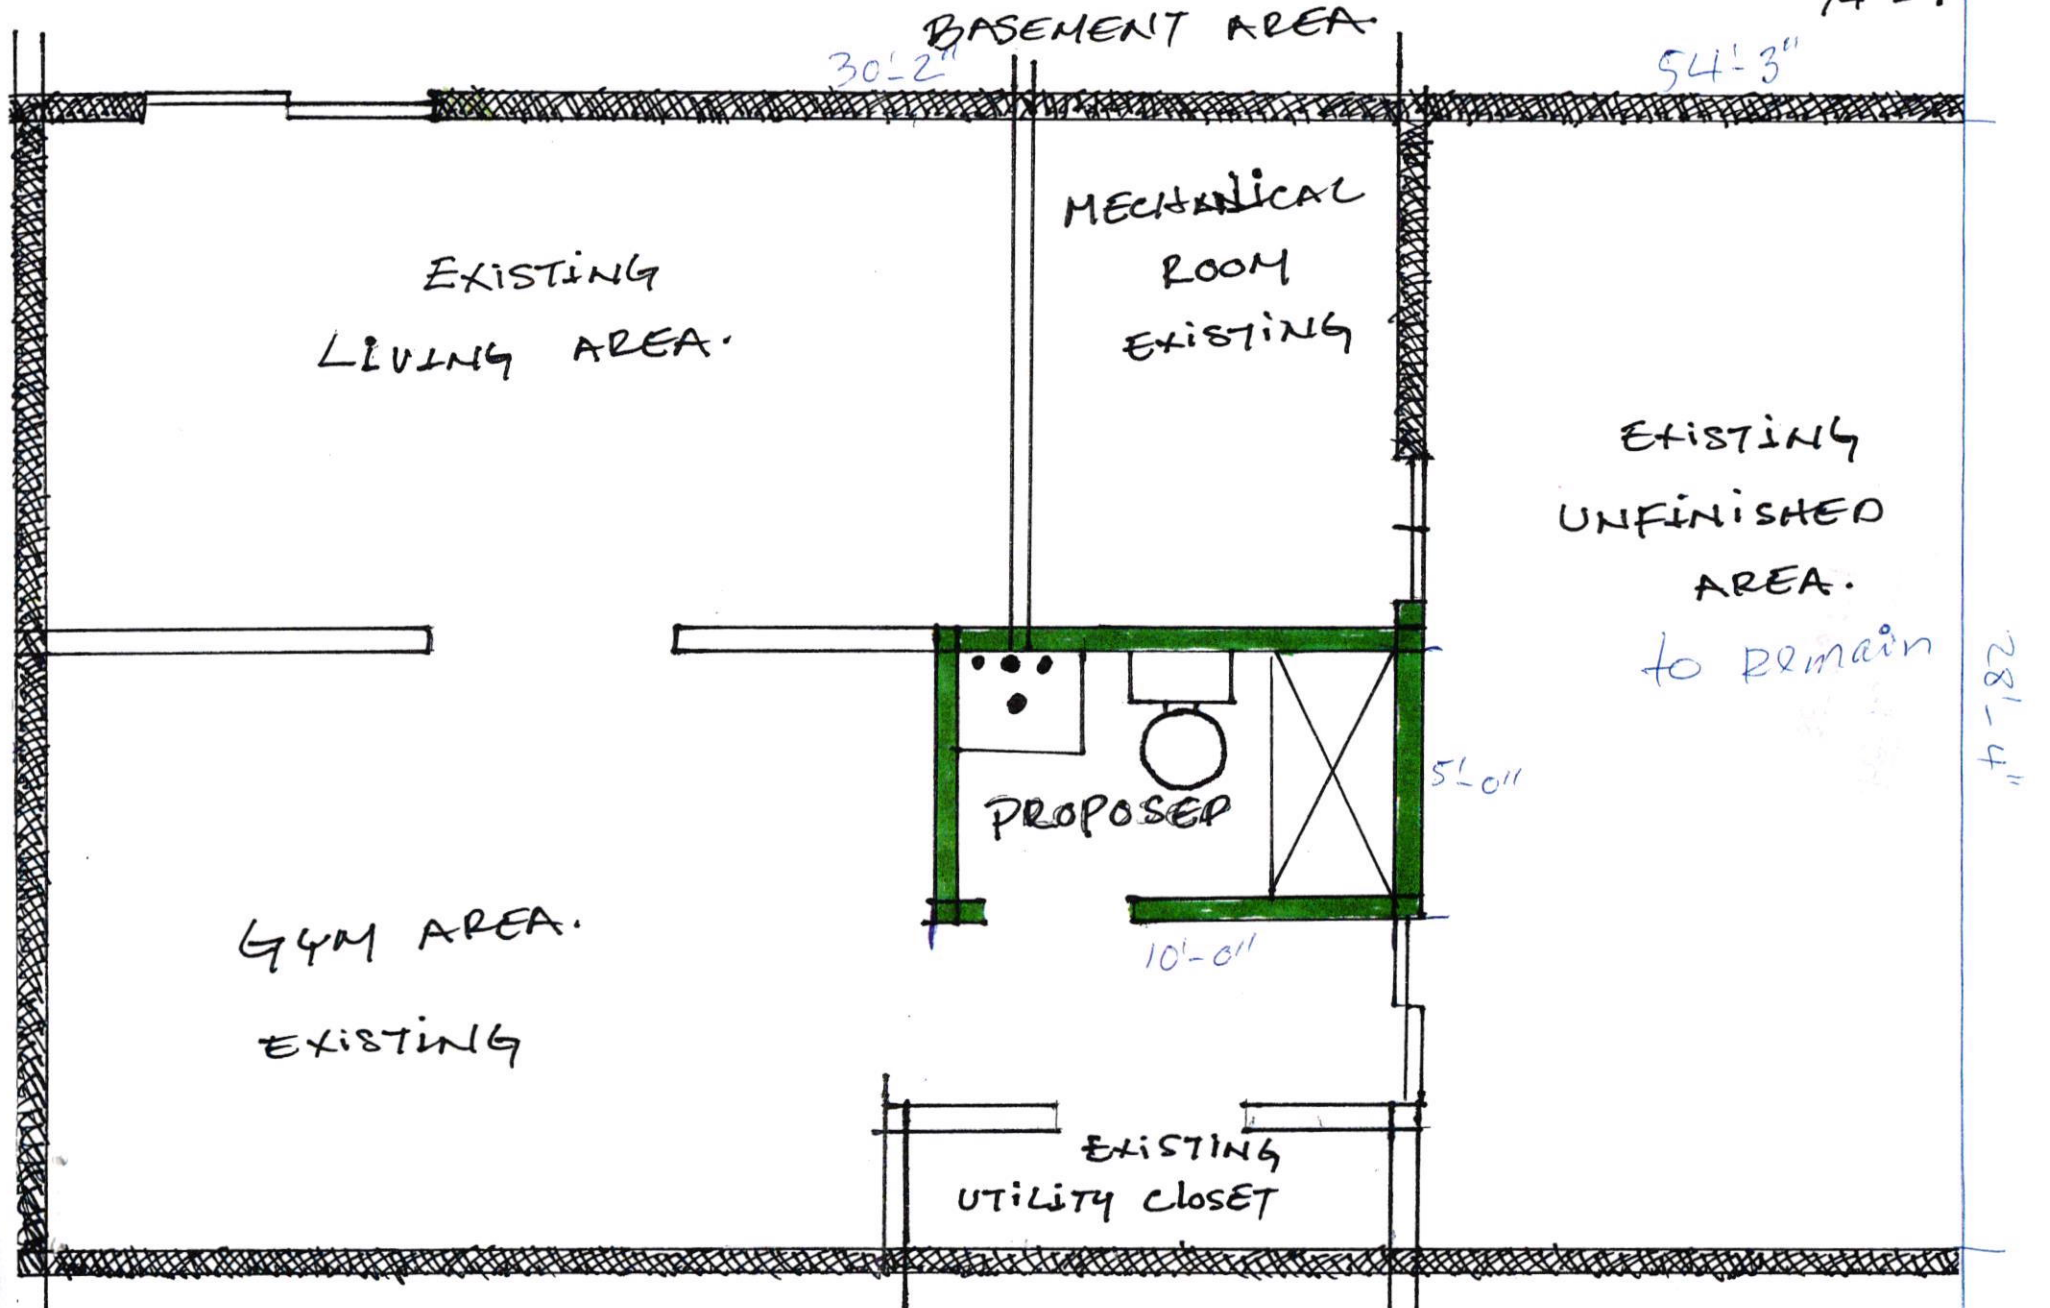 BASEMENT AREA.
30'-2"
54'-3"
MECHANICAL
ROOM
EXISTING
EXISTING
LIVING AREA.
EXISTING
UNFINISHED
AREA.
to remain
28'-4"
5'-0"
PROPOSED
10'-0"
GYM AREA.
EXISTING
EXISTING
UTILITY CLOSET